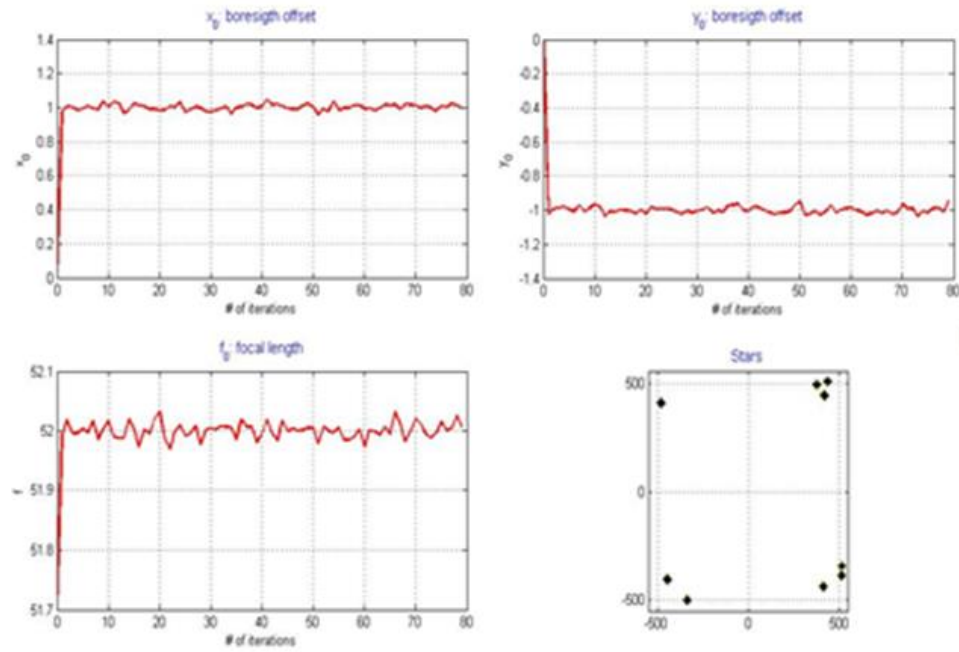 x₀: boresigth offset
1.4
1.2
1
0.8
0.6
0.4
0.2
0
x₀
0 10 20 30 40 50 60 70 80
# of iterctions
y₀: boresigth offset
0
-0.2
-0.4
-0.6
-0.8
-1
-1.2
-1.4
y₀
0 10 20 30 40 50 60 70 80
# of iterctions
f₀: focal length
52.1
52
51.9
51.8
51.7
f
0 10 20 30 40 50 60 70 80
# of iterctions
Stars
500
0
-500
-500 0 500